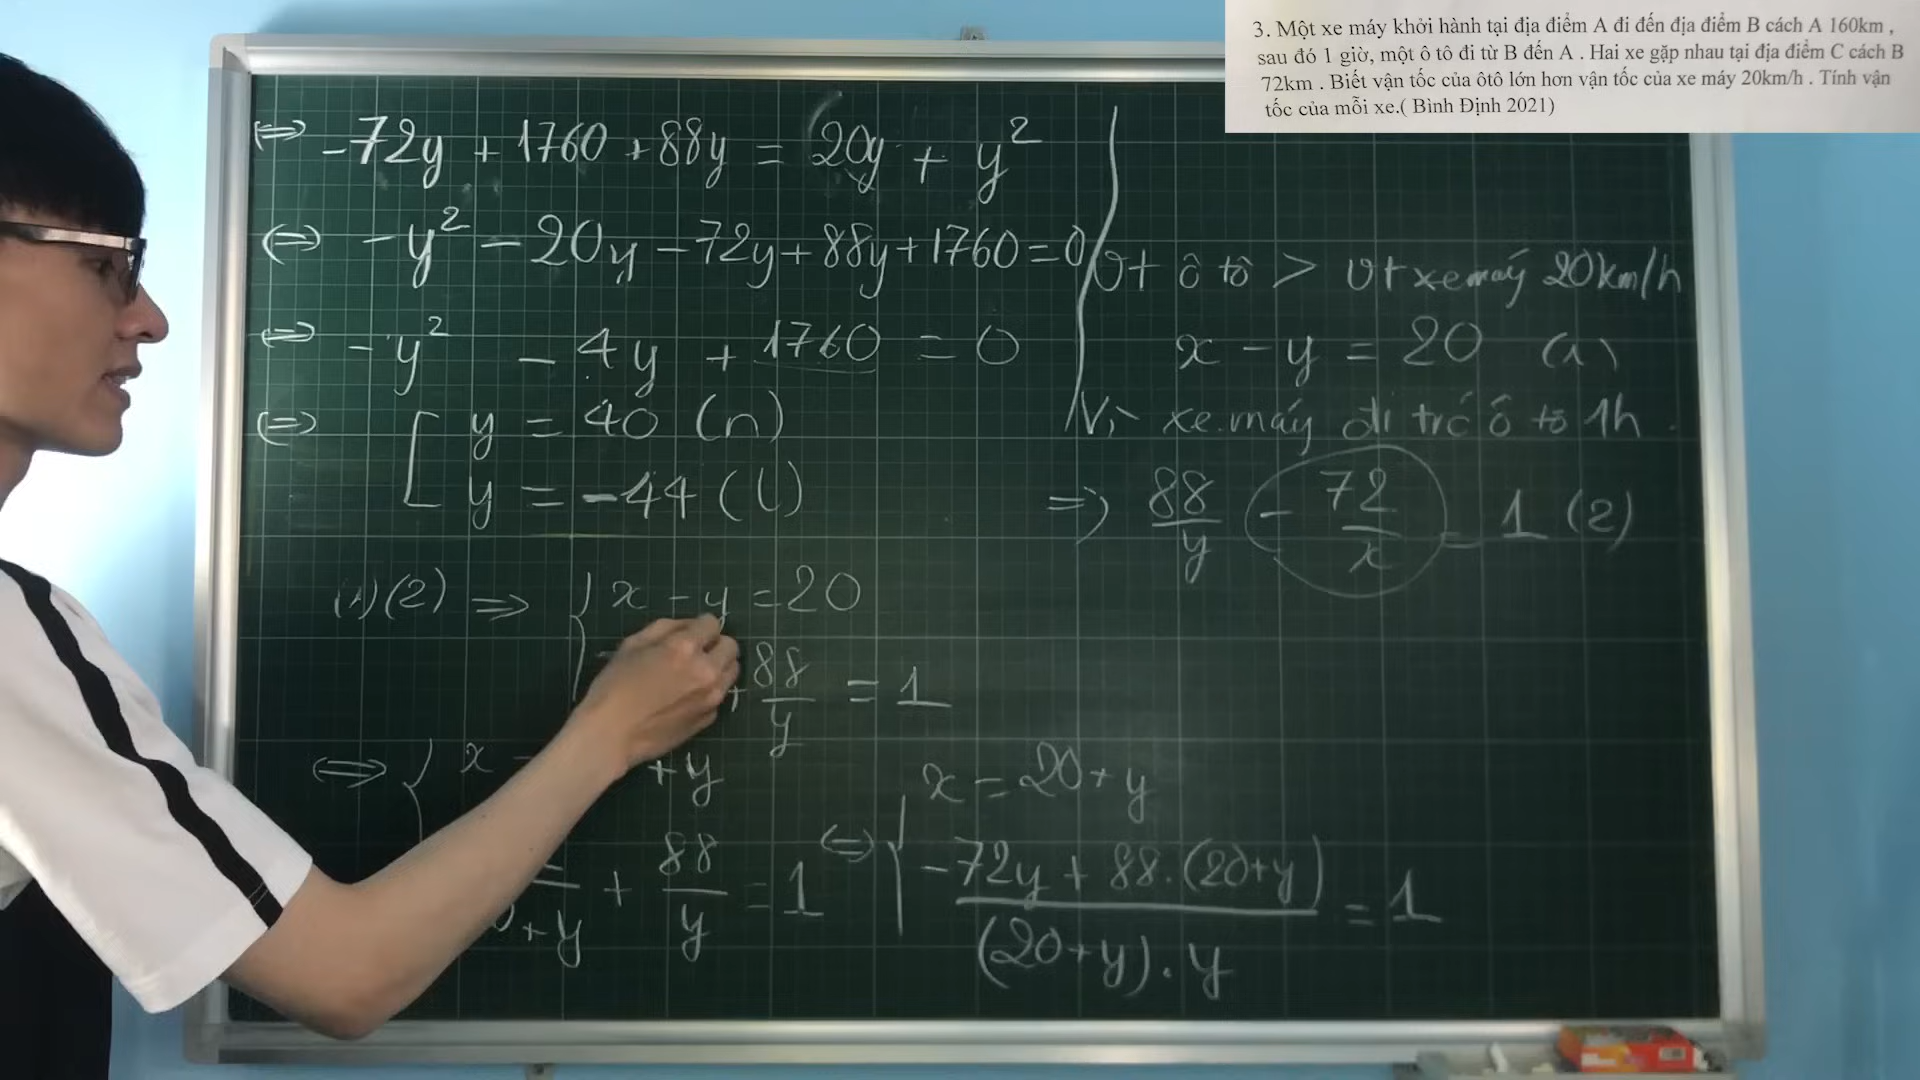 3. Một xe máy khởi hành tại địa điểm A đi đến địa điểm B cách A 160km ,
sau đó 1 giờ, một ô tô đi từ B đến A . Hai xe gặp nhau tại địa điểm C cách B
72km . Biết vận tốc của ôtô lớn hơn vận tốc của xe máy 20km/h . Tính vận
tốc của mỗi xe.( Bình Định 2021)
⇔ -72y + 1760 + 88y = 20y + y²
⇔ -y² - 20y - 72y + 88y + 1760 = 0
⇔ -y² - 4y + 1760 = 0
⇔ [ y = 40 (n)
y = -44 (l)
(1)(2) ⇒ { x - y = 20
+ 88/y = 1
⇔ { x + y
+y + 88/y = 1
⇔ { x = 20 + y
(-72y + 88.(20+y)) / ((20+y).y) = 1
vt ô tô > vt xe máy 20km/h
x - y = 20 (1)
Vì xe máy đi trc ô tô 1h
⇒ 88/y - 72/x = 1 (2)